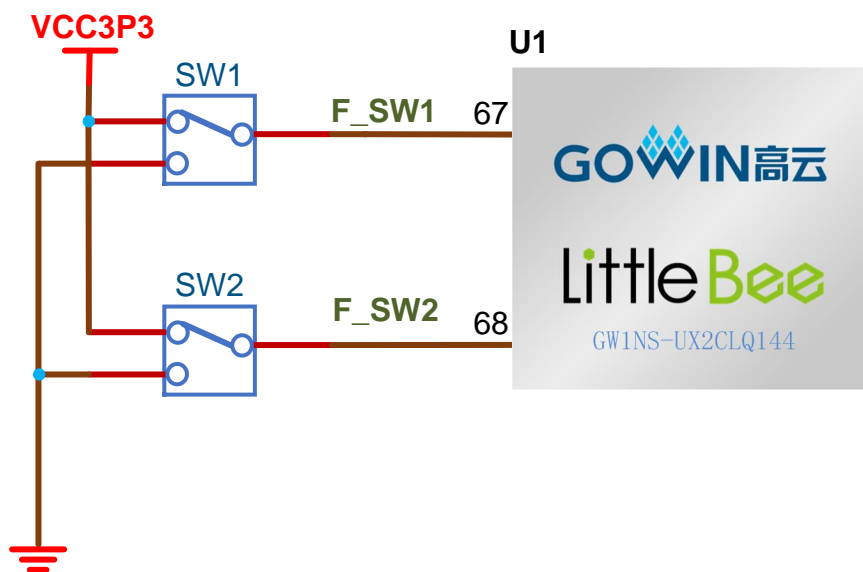 VCC3P3
U1
SW1
F_SW1
67
GOWIN高云
LittleBee
SW2
F_SW2
68
GW1NS-UX2CLQ144